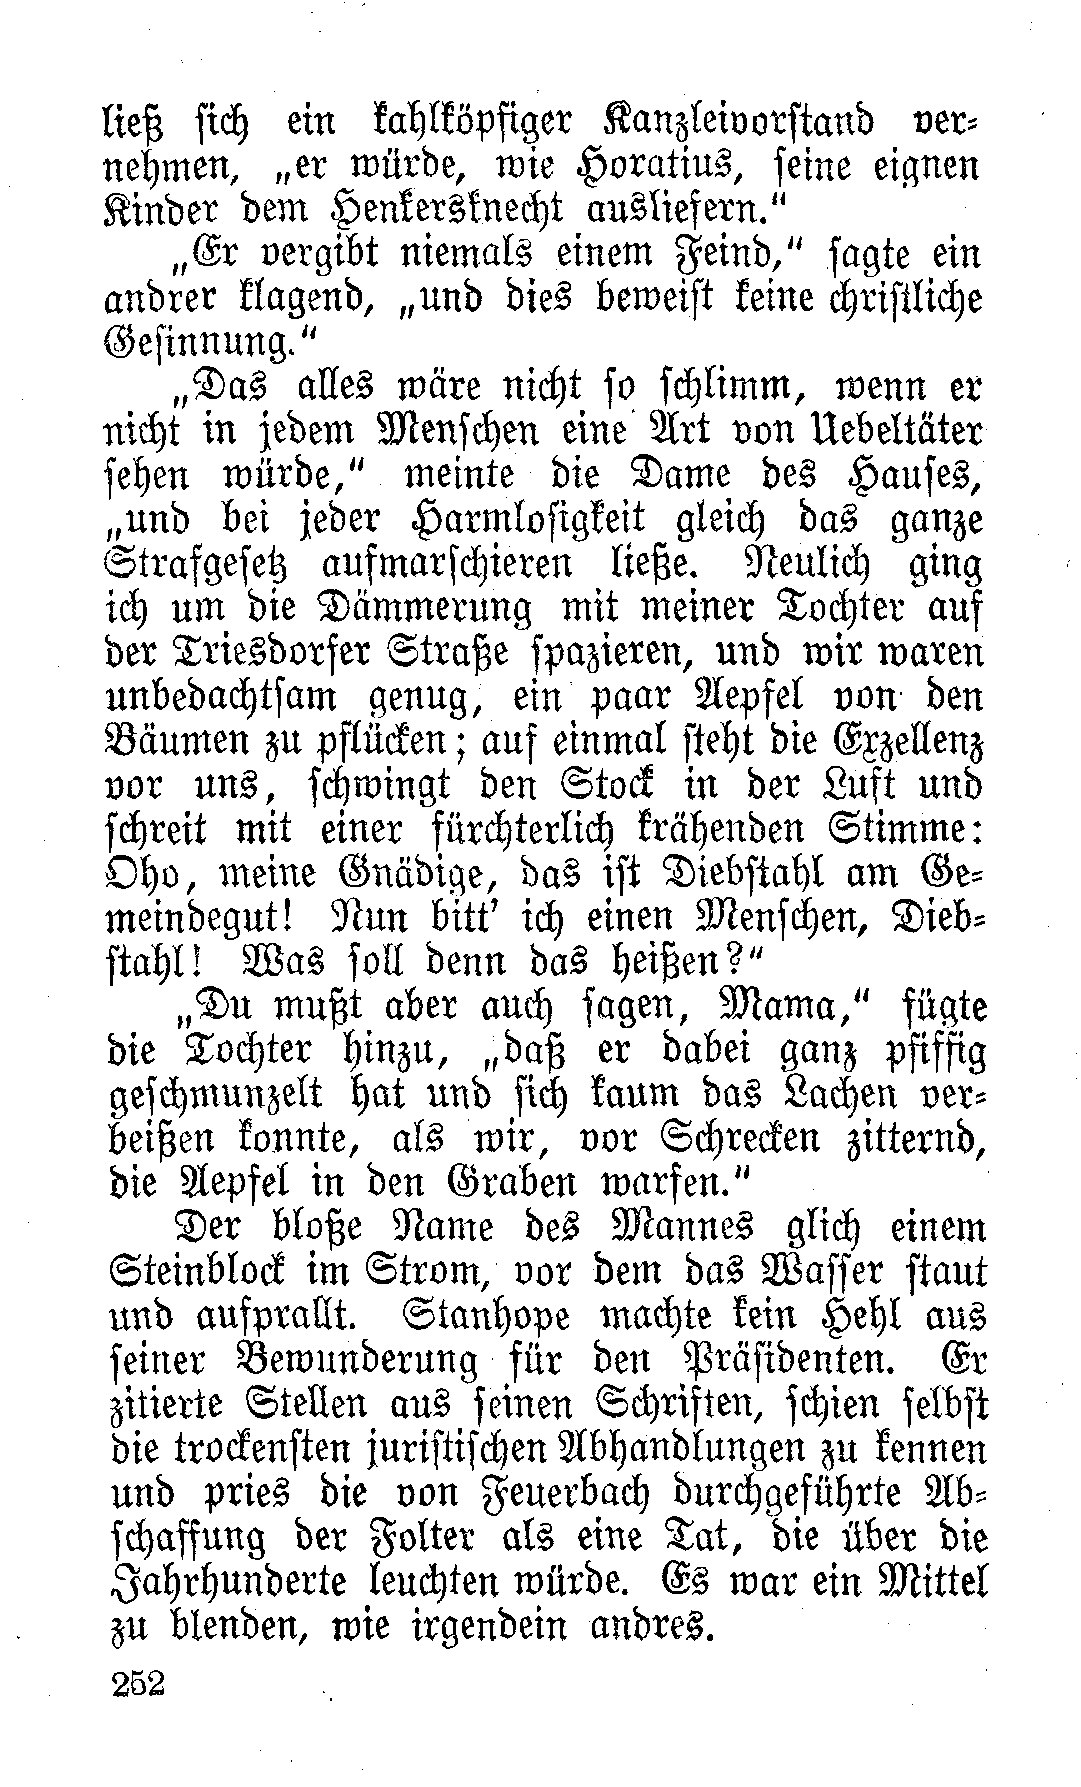 ließ sich ein kahlköpfiger Kanzleivorstand ver-
nehmen, „er würde, wie Horatius, seine eignen
Kinder dem Henkersknecht ausliefern.“
„Er vergibt niemals einem Feind,“ sagte ein
andrer klagend, „und dies beweist keine christliche
Gesinnung.“
„Das alles wäre nicht so schlimm, wenn er
nicht in jedem Menschen eine Art von Uebeltäter
sehen würde,“ meinte die Dame des Hauses,
„und bei jeder Harmlosigkeit gleich das ganze
Strafgesetz aufmarschieren ließe. Neulich ging
ich um die Dämmerung mit meiner Tochter auf
der Triesdorfer Straße spazieren, und wir waren
unbedachtsam genug, ein paar Aepfel von den
Bäumen zu pflücken; auf einmal steht die Exzellenz
vor uns, schwingt den Stock in der Luft und
schreit mit einer fürchterlich krähenden Stimme:
Oho, meine Gnädige, das ist Diebstahl am Ge-
meindegut! Nun bitt’ ich einen Menschen, Dieb-
stahl! Was soll denn das heißen?“
„Du mußt aber auch sagen, Mama,“ fügte
die Tochter hinzu, „daß er dabei ganz pfiffig
geschmunzelt hat und sich kaum das Lachen ver-
beißen konnte, als wir, vor Schrecken zitternd,
die Aepfel in den Graben warfen.“
Der bloße Name des Mannes glich einem
Steinblock im Strom, vor dem das Wasser staut
und aufprallt. Stanhope machte kein Hehl aus
seiner Bewunderung für den Präsidenten. Er
zitierte Stellen aus seinen Schriften, schien selbst
die trockensten juristischen Abhandlungen zu kennen
und pries die von Feuerbach durchgeführte Ab-
schaffung der Folter als eine Tat, die über die
Jahrhunderte leuchten würde. Es war ein Mittel
zu blenden, wie irgendein andres.
252